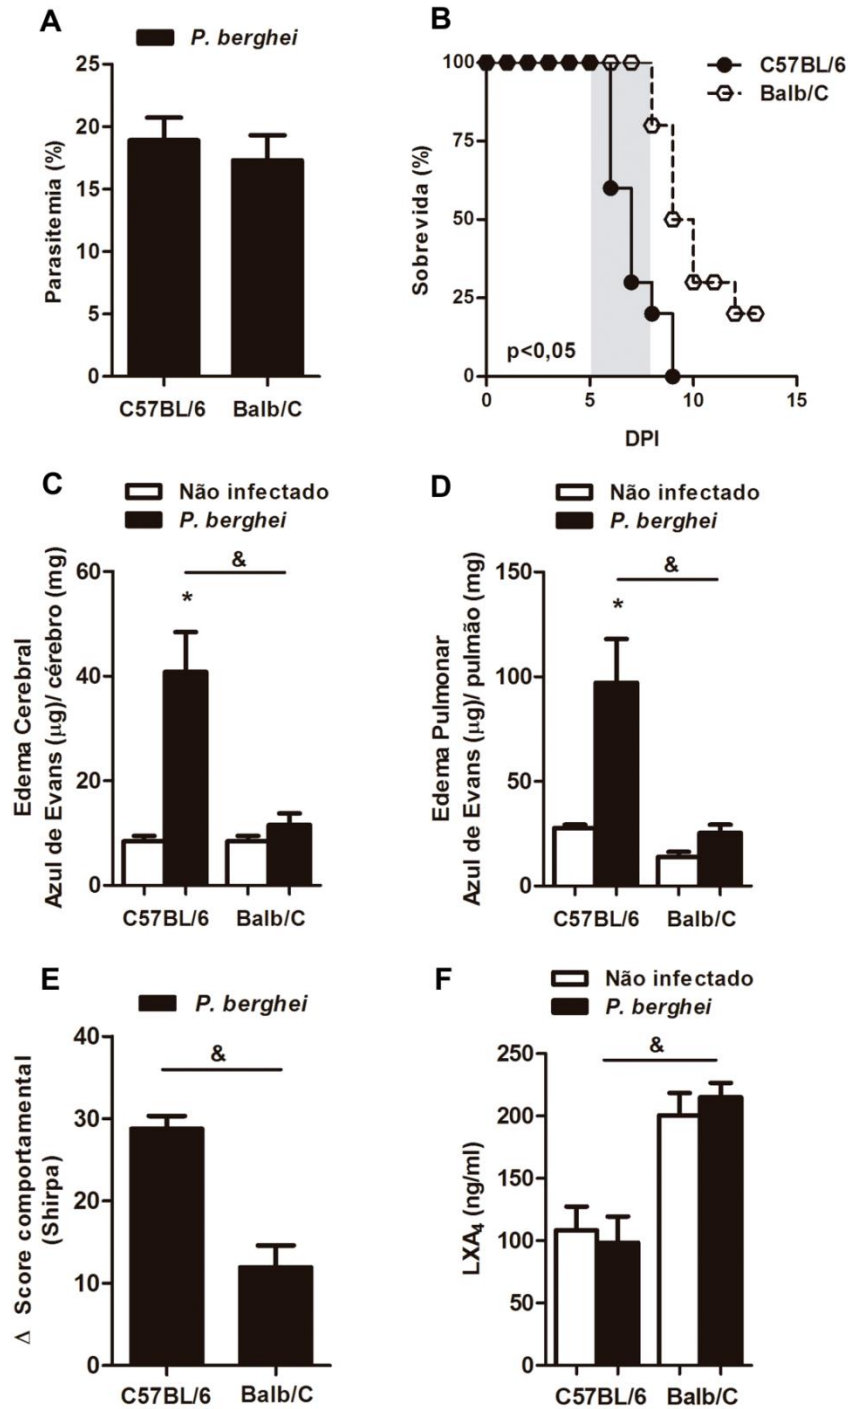 A
P. berghei
25
20
15
10
5
0
Parasitemia (%)
C57BL/6 Balb/C
B
C57BL/6
Balb/C
100
75
50
25
0
Sobrevida (%)
p<0,05
0 5 10 15
DPI
C
Não infectado
P. berghei
&
*
60
40
20
0
Edema Cerebral
Azul de Evans (µg)/ cérebro (mg)
C57BL/6 Balb/C
D
Não infectado
P. berghei
&
*
150
100
50
0
Edema Pulmonar
Azul de Evans (µg)/ pulmão (mg)
C57BL/6 Balb/C
E
P. berghei
&
40
30
20
10
0
Δ Score comportamental
(Shirpa)
C57BL/6 Balb/C
F
Não infectado
P. berghei
&
250
200
150
100
50
0
LXA₄ (ng/ml)
C57BL/6 Balb/C